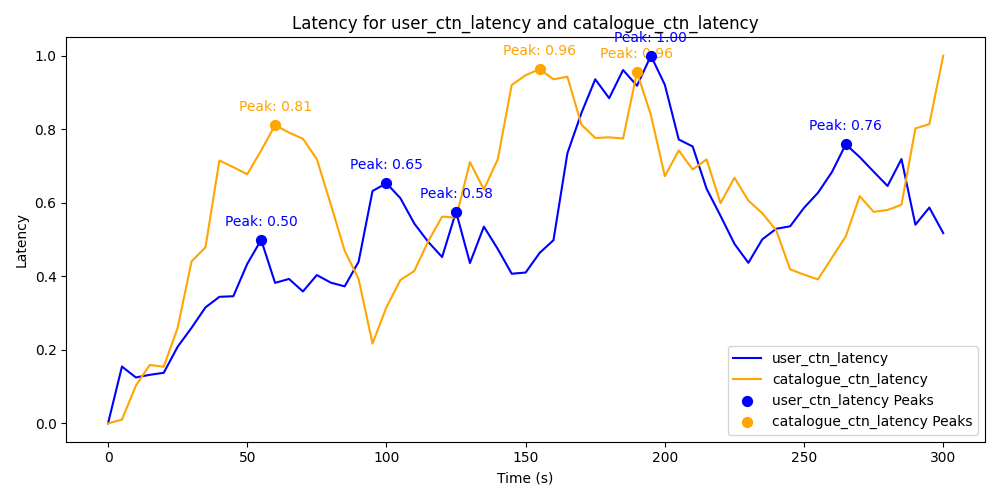 Latency for user_ctn_latency and catalogue_ctn_latency
Peak: 1.00
Peak: 0.96
Peak: 0.96
Peak: 0.81
Peak: 0.76
Peak: 0.65
Peak: 0.58
Peak: 0.50
1.0
0.8
0.6
0.4
0.2
0.0
Latency
user_ctn_latency
catalogue_ctn_latency
user_ctn_latency Peaks
catalogue_ctn_latency Peaks
0
50
100
150
200
250
300
Time (s)